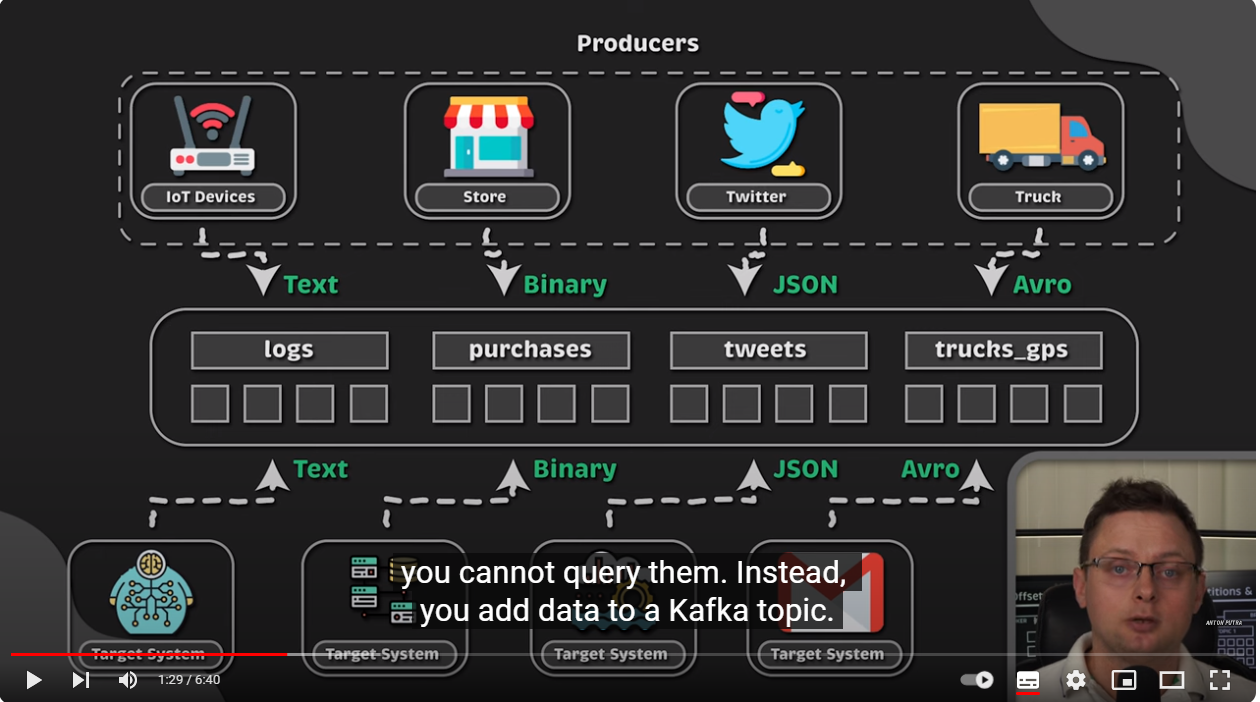 Producers
IoT Devices
Store
Twitter
Truck
Text
Binary
JSON
Avro
logs
purchases
tweets
trucks_gps
Text
Binary
JSON
Avro
you cannot query them. Instead,
you add data to a Kafka topic.
Target System
Target System
Target System
Target System
ANTON PUTRA
1:29 / 6:40